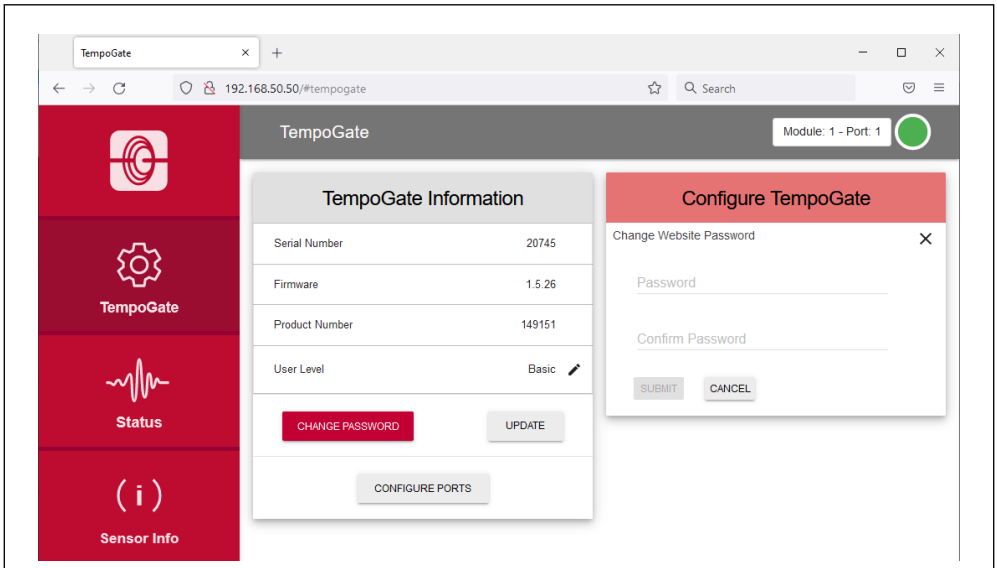 TempoGate
192.168.50.50/#tempogate
Search
TempoGate
Module: 1 - Port: 1
TempoGate
Status
( i )
Sensor Info
TempoGate Information
Serial Number 20745
Firmware 1.5.26
Product Number 149151
User Level Basic
CHANGE PASSWORD UPDATE
CONFIGURE PORTS
Configure TempoGate
Change Website Password
Password
Confirm Password
SUBMIT CANCEL